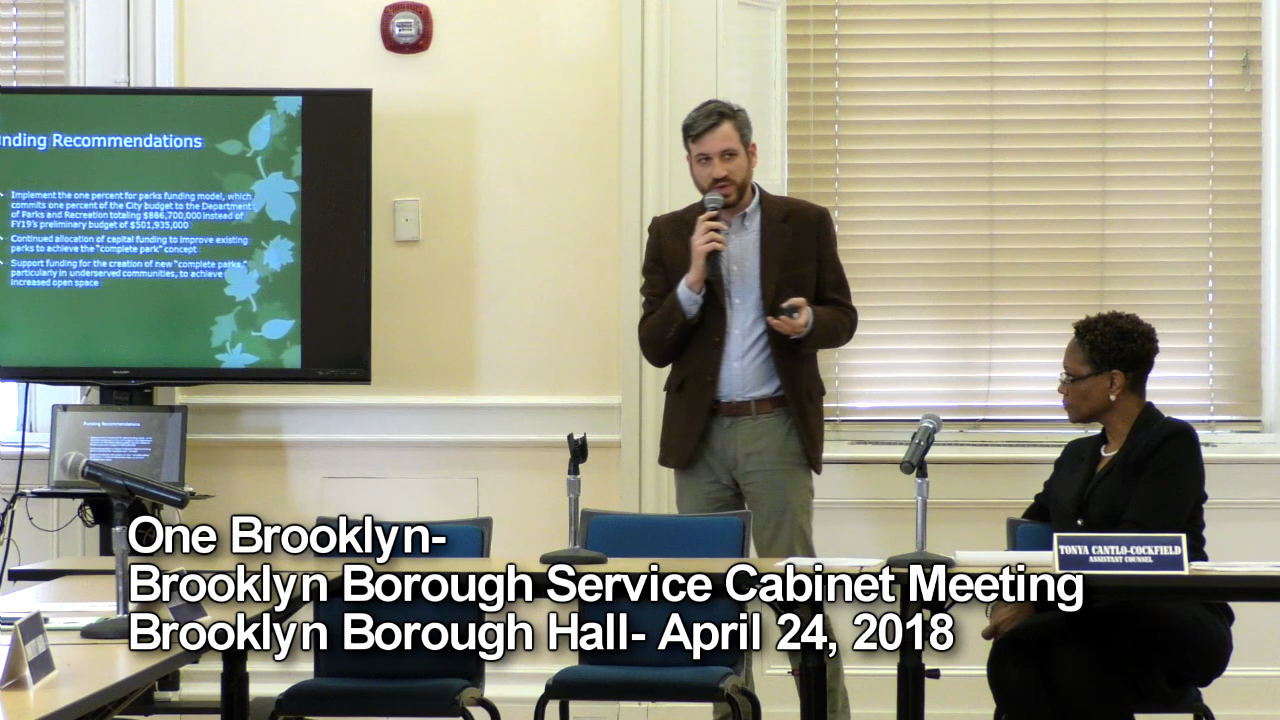 unding Recommendations
Implement the one percent for parks funding model, which
commits one percent of the City budget to the Department
of Parks and Recreation totaling $886,700,000 instead of
FY19's preliminary budget of $501,935,000
Continued allocation of capital funding to improve existing
parks to achieve the "complete park" concept
Support funding for the creation of new "complete parks,"
particularly in underserved communities, to achieve
increased open space
Funding Recommendations
TONYA CANTLO-COCKFIELD
ASSISTANT COUNSEL
One Brooklyn-
Brooklyn Borough Service Cabinet Meeting
Brooklyn Borough Hall- April 24, 2018